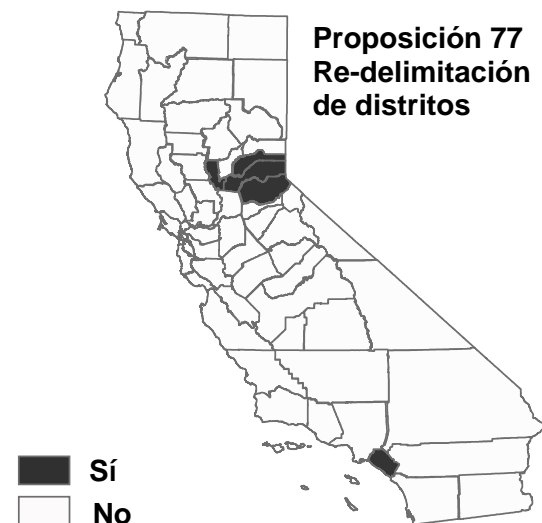 Proposición 77
Re-delimitación
de distritos
Sí
No